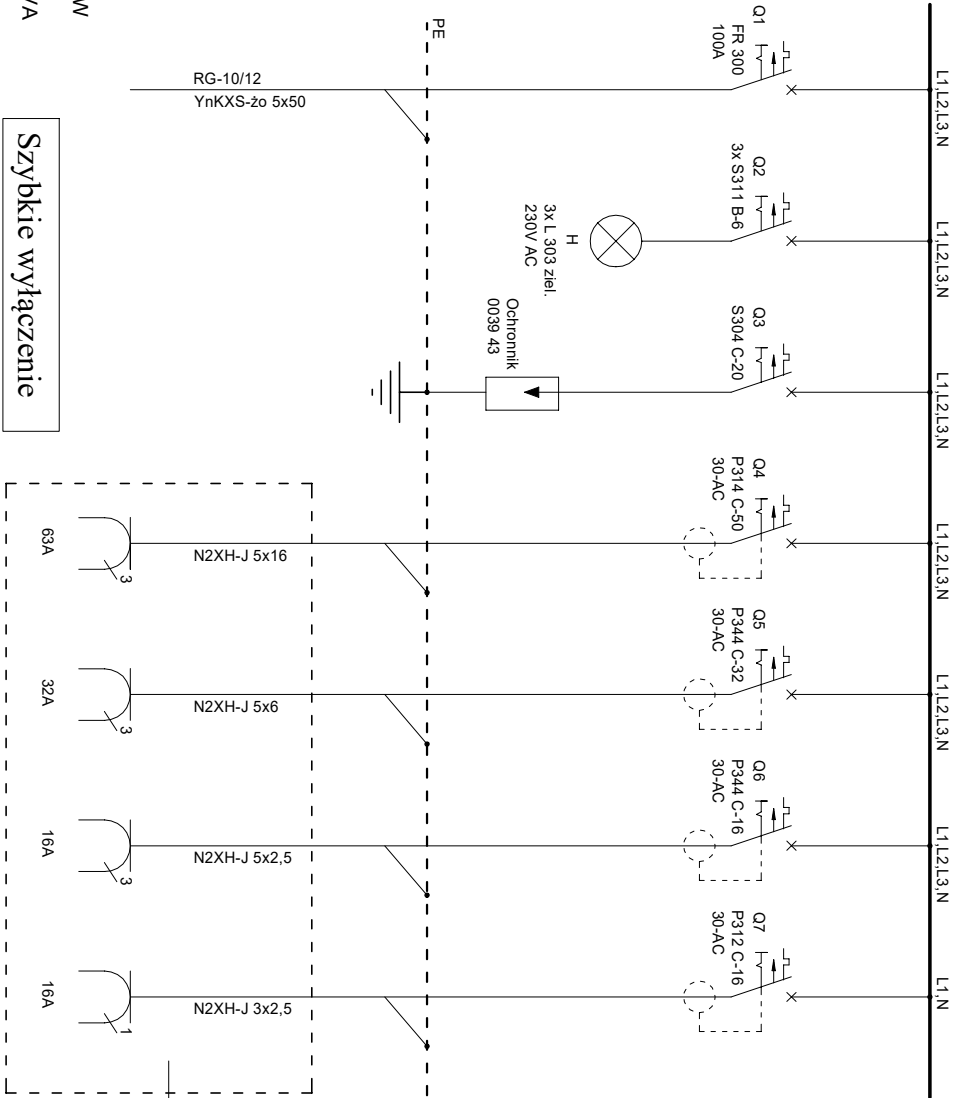 L1,L2,L3,N
Q1
FR 300
100A
PE
RG-10/12
YnKXS-żo 5x50
L1,L2,L3,N
Q2
3x S311 B-6
H
3x L 303 ziel.
230V AC
L1,L2,L3,N
Q3
S304 C-20
Ochronnik
0039 43
L1,L2,L3,N
Q4
P314 C-50
30-AC
N2XH-J 5x16
3
63A
L1,L2,L3,N
Q5
P344 C-32
30-AC
N2XH-J 5x6
3
32A
L1,L2,L3,N
Q6
P344 C-16
30-AC
N2XH-J 5x2,5
3
16A
L1,N
Q7
P312 C-16
30-AC
N2XH-J 3x2,5
1
16A
Szybkie wyłączenie